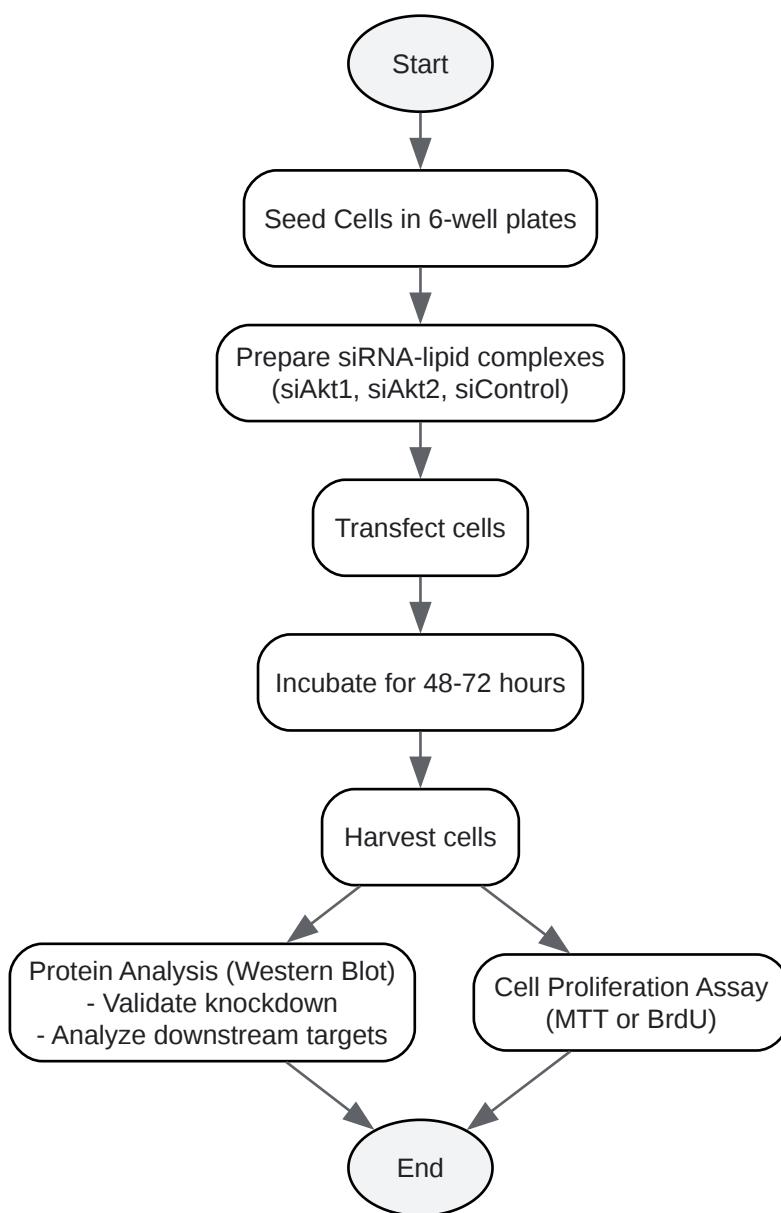 Start
Seed Cells in 6-well plates
Prepare siRNA-lipid complexes
(siAkt1, siAkt2, siControl)
Transfect cells
Incubate for 48-72 hours
Harvest cells
Protein Analysis (Western Blot)
- Validate knockdown
- Analyze downstream targets
Cell Proliferation Assay
(MTT or BrdU)
End